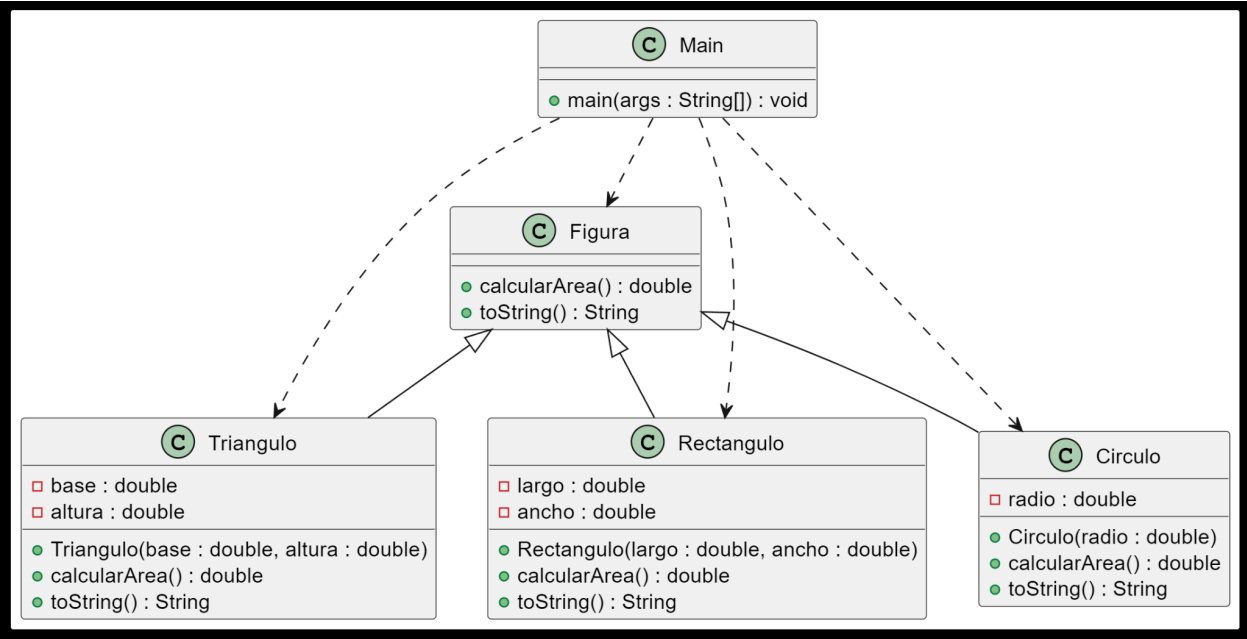 C Main
main(args : String[]) : void
C Figura
calcularArea() : double
toString() : String
C Triangulo
base : double
altura : double
Triangulo(base : double, altura : double)
calcularArea() : double
toString() : String
C Rectangulo
largo : double
ancho : double
Rectangulo(largo : double, ancho : double)
calcularArea() : double
toString() : String
C Circulo
radio : double
Circulo(radio : double)
calcularArea() : double
toString() : String